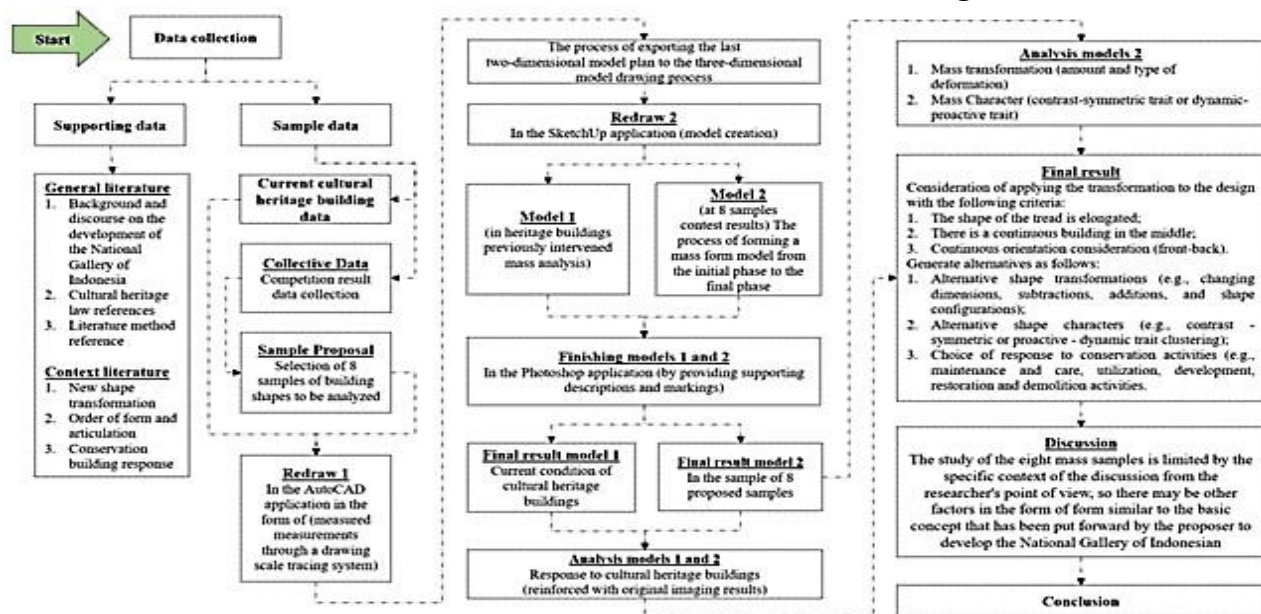 Start
Data collection
Supporting data
Sample data
General literature
1. Background and
discourse on the
development of
the National
Gallery of
Indonesia
2. Cultural heritage
law references
3. Literature method
reference
Context literature
1. New shape
transformation
2. Order of form and
articulation
3. Conservation
building response
Current cultural
heritage building
data
Collective Data
Competition result
data collection
Sample Proposal
Selection of 8
samples of building
shapes to be analyzed
Redraw 1
In the AutoCAD
application in the
form of (measured
measurements
through a drawing
scale tracing system)
The process of exporting the last
two-dimensional model plan to the three-dimensional
model drawing process
Redraw 2
In the SketchUp application (model creation)
Model 1
(in heritage buildings
previously intervened
mass analysis)
Model 2
(at 8 samples
contest results) The
process of forming a
mass form model from
the initial phase to the
final phase
Finishing models 1 and 2
In the Photoshop application (by providing supporting
descriptions and markings)
Final result model 1
Current condition of
cultural heritage
buildings
Final result model 2
In the sample of 8
proposed samples
Analysis models 1 and 2
Response to cultural heritage buildings
(reinforced with original imaging results)
Analysis models 2
1. Mass transformation (amount and type of
deformation)
2. Mass Character (contrast-symmetric trait or dynamic-
proactive trait)
Final result
Consideration of applying the transformation to the design
with the following criteria:
1. The shape of the tread is elongated;
2. There is a continuous building in the middle;
3. Continuous orientation consideration (front-back).
Generate alternatives as follows:
1. Alternative shape transformations (e.g., changing
dimensions, subtractions, additions, and shape
configurations);
2. Alternative shape characters (e.g., contrast -
symmetric or proactive - dynamic trait clustering);
3. Choice of response to conservation activities (e.g.,
maintenance and care, utilization, development,
restoration and demolition activities.
Discussion
The study of the eight mass samples is limited by the
specific context of the discussion from the
researcher's point of view, so there may be other
factors in the form of form similar to the basic
concept that has been put forward by the proposer to
develop the National Gallery of Indonesian
Conclusion